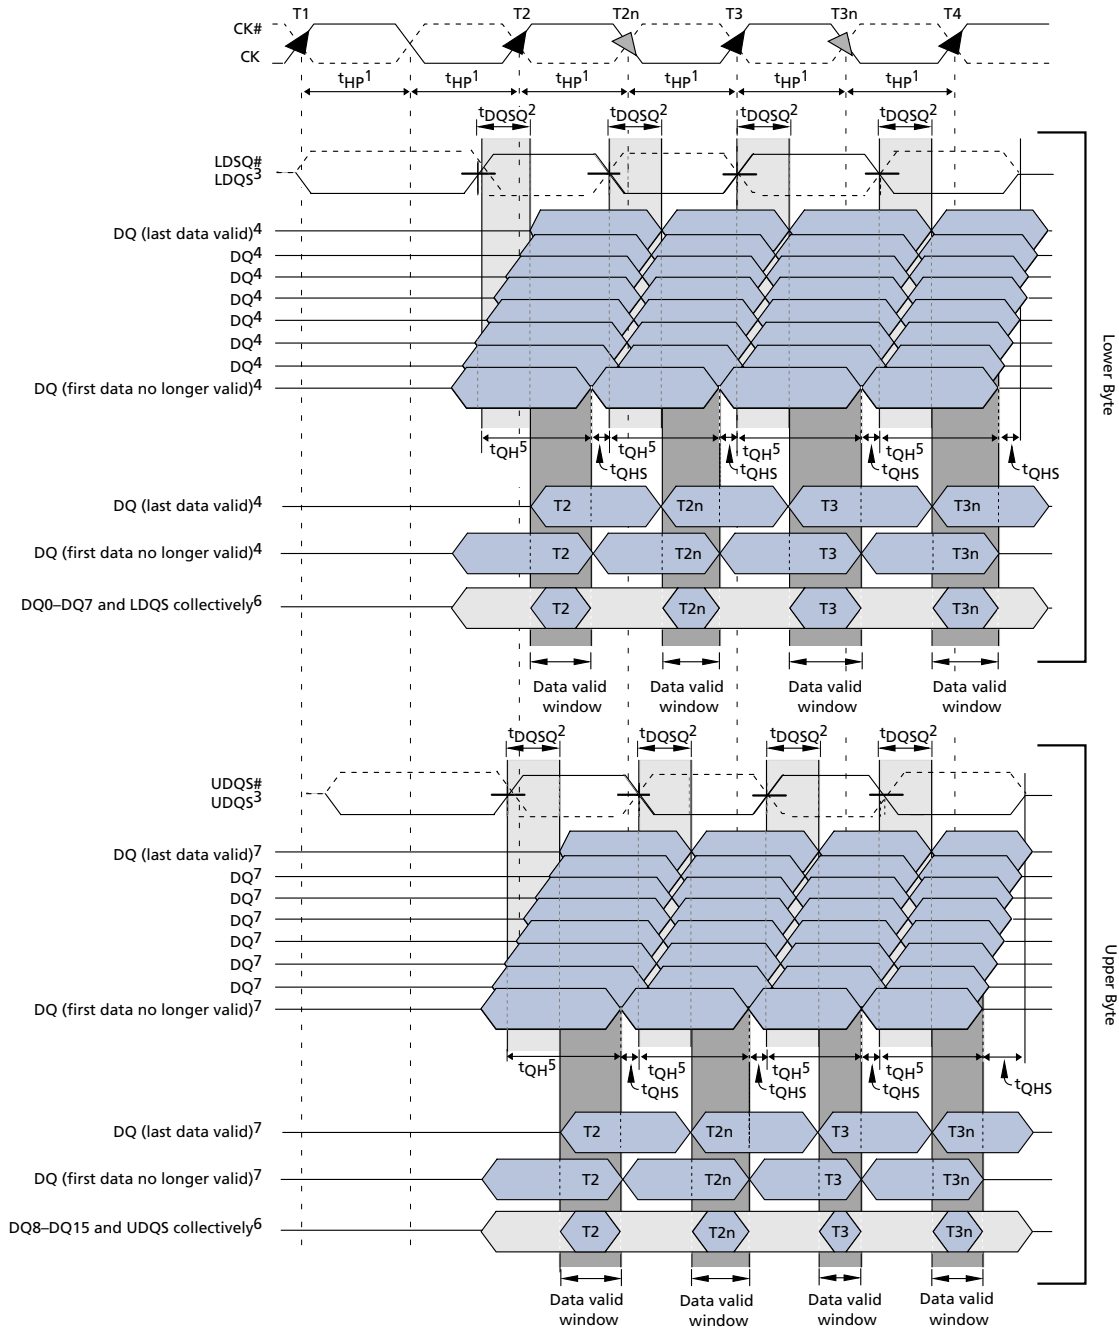 T1 T2 T2n T3 T3n T4
CK#
CK
tHP1 tHP1 tHP1 tHP1 tHP1 tHP1
tDQSQ2 tDQSQ2 tDQSQ2 tDQSQ2
LDSQ#
LDQS3
DQ (last data valid)4
DQ4
DQ4
DQ4
DQ4
DQ4
DQ4
DQ (first data no longer valid)4
Lower Byte
tQH5 tQH5 tQH5 tQH5
tQHS tQHS tQHS tQHS
DQ (last data valid)4 T2 T2n T3 T3n
DQ (first data no longer valid)4 T2 T2n T3 T3n
DQ0–DQ7 and LDQS collectively6 T2 T2n T3 T3n
Data valid window Data valid window Data valid window Data valid window
tDQSQ2 tDQSQ2 tDQSQ2 tDQSQ2
UDQS#
UDQS3
DQ (last data valid)7
DQ7
DQ7
DQ7
DQ7
DQ7
DQ7
DQ (first data no longer valid)7
Upper Byte
tQH5 tQH5 tQH5 tQH5
tQHS tQHS tQHS tQHS
DQ (last data valid)7 T2 T2n T3 T3n
DQ (first data no longer valid)7 T2 T2n T3 T3n
DQ8–DQ15 and UDQS collectively6 T2 T2n T3 T3n
Data valid window Data valid window Data valid window Data valid window